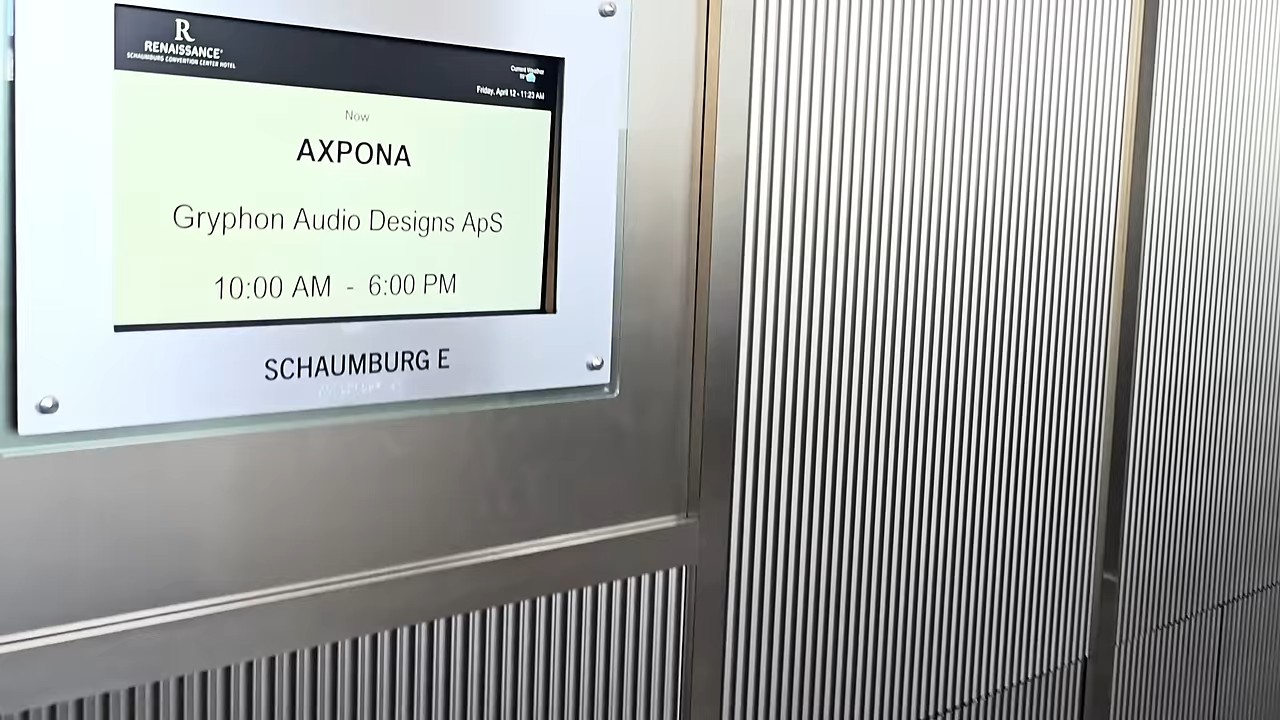 R
RENAISSANCE®
SCHAUMBURG CONVENTION CENTER HOTEL
Current Weather
Friday, April 12 - 11:23 AM
Now
AXPONA
Gryphon Audio Designs ApS
10:00 AM - 6:00 PM
SCHAUMBURG E